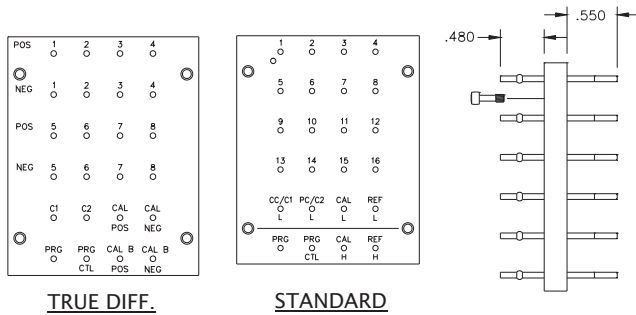 POS 1 2 3 4
NEG 1 2 3 4
POS 5 6 7 8
NEG 5 6 7 8
C1 C2 CAL CAL
POS NEG
PRG PRG CAL B CAL B
CTL POS NEG
TRUE DIFF.
1 2 3 4
5 6 7 8
9 10 11 12
13 14 15 16
CC/C1 PC/C2 CAL REF
L L L L
PRG PRG CAL REF
CTL H H
STANDARD
.550
.480